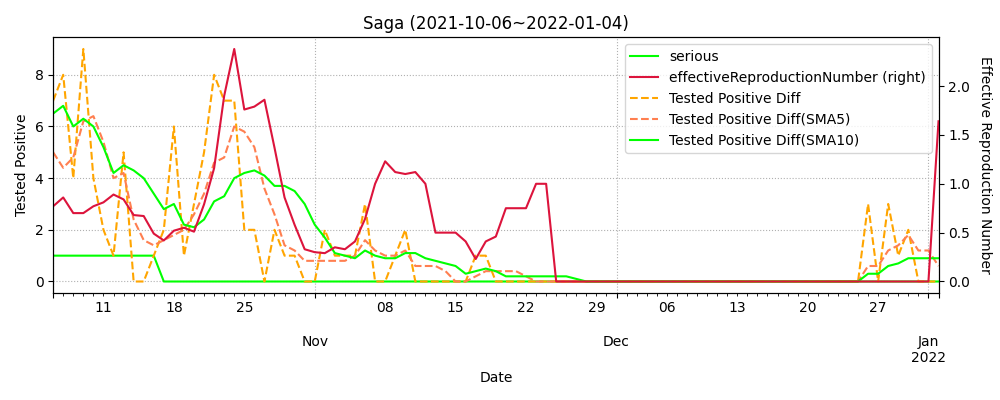 Saga (2021-10-06~2022-01-04)
serious
effectiveReproductionNumber (right)
Tested Positive Diff
Tested Positive Diff(SMA5)
Tested Positive Diff(SMA10)
Tested Positive
8
6
4
2
0
Effective Reproduction Number
2.0
1.5
1.0
0.5
0.0
11 18 25 08 15 22 29 06 13 20 27
Nov Dec Jan
2022
Date